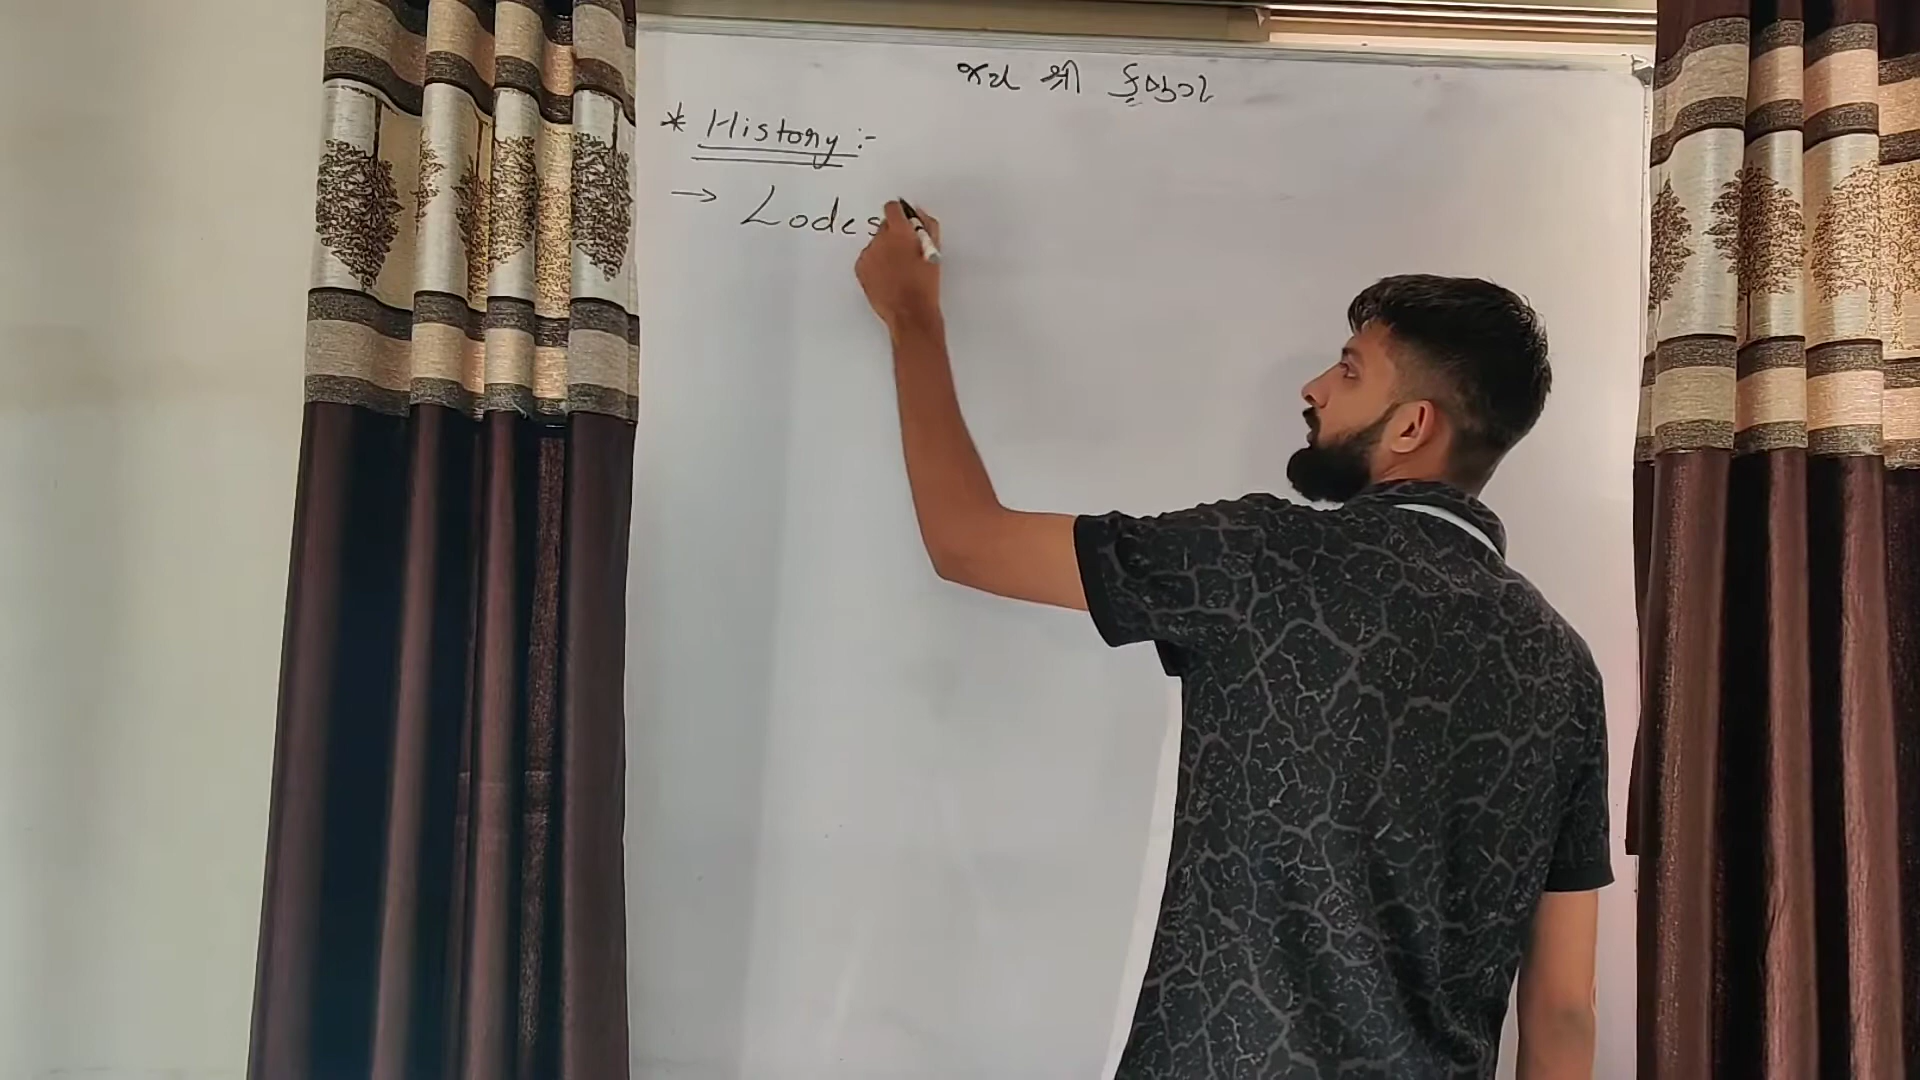 જય શ્રી કૃષ્ણ
* History :-
→ Lodes